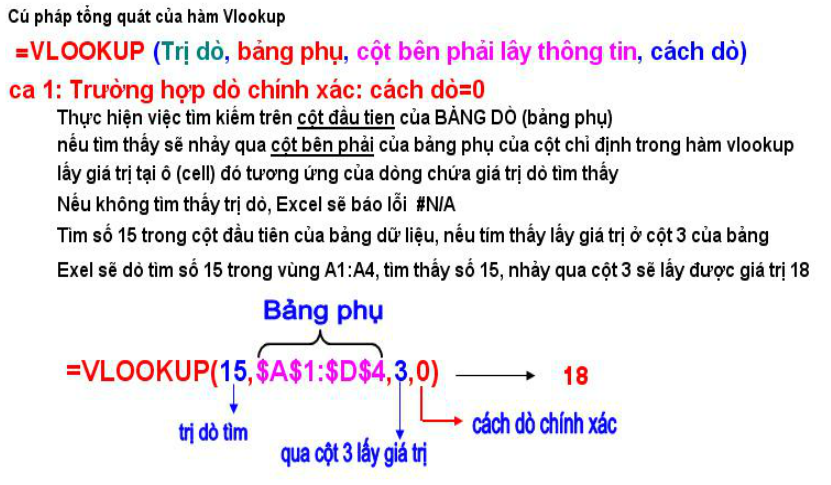 Cú pháp tổng quát của hàm Vlookup
=VLOOKUP (Trị dò, bảng phụ, cột bên phải lây thông tin, cách dò)
ca 1: Trường hợp dò chính xác: cách dò=0
Thực hiện việc tìm kiếm trên cột đầu tien của BẢNG DÒ (bảng phụ)
nếu tìm thấy sẽ nhảy qua cột bên phải của bảng phụ của cột chỉ định trong hàm vlookup
lấy giá trị tại ô (cell) đó tương ứng của dòng chứa giá trị dò tìm thấy
Nếu không tìm thấy trị dò, Excel sẽ báo lỗi #N/A
Tìm số 15 trong cột đầu tiên của bảng dữ liệu, nếu tím thấy lấy giá trị ở cột 3 của bảng
Exel sẽ dò tìm số 15 trong vùng A1:A4, tìm thấy số 15, nhảy qua cột 3 sẽ lấy được giá trị 18
Bảng phụ
=VLOOKUP(15,$A$1:$D$4,3,0) 18
trị dò tìm
cách dò chính xác
qua cột 3 lấy giá trị